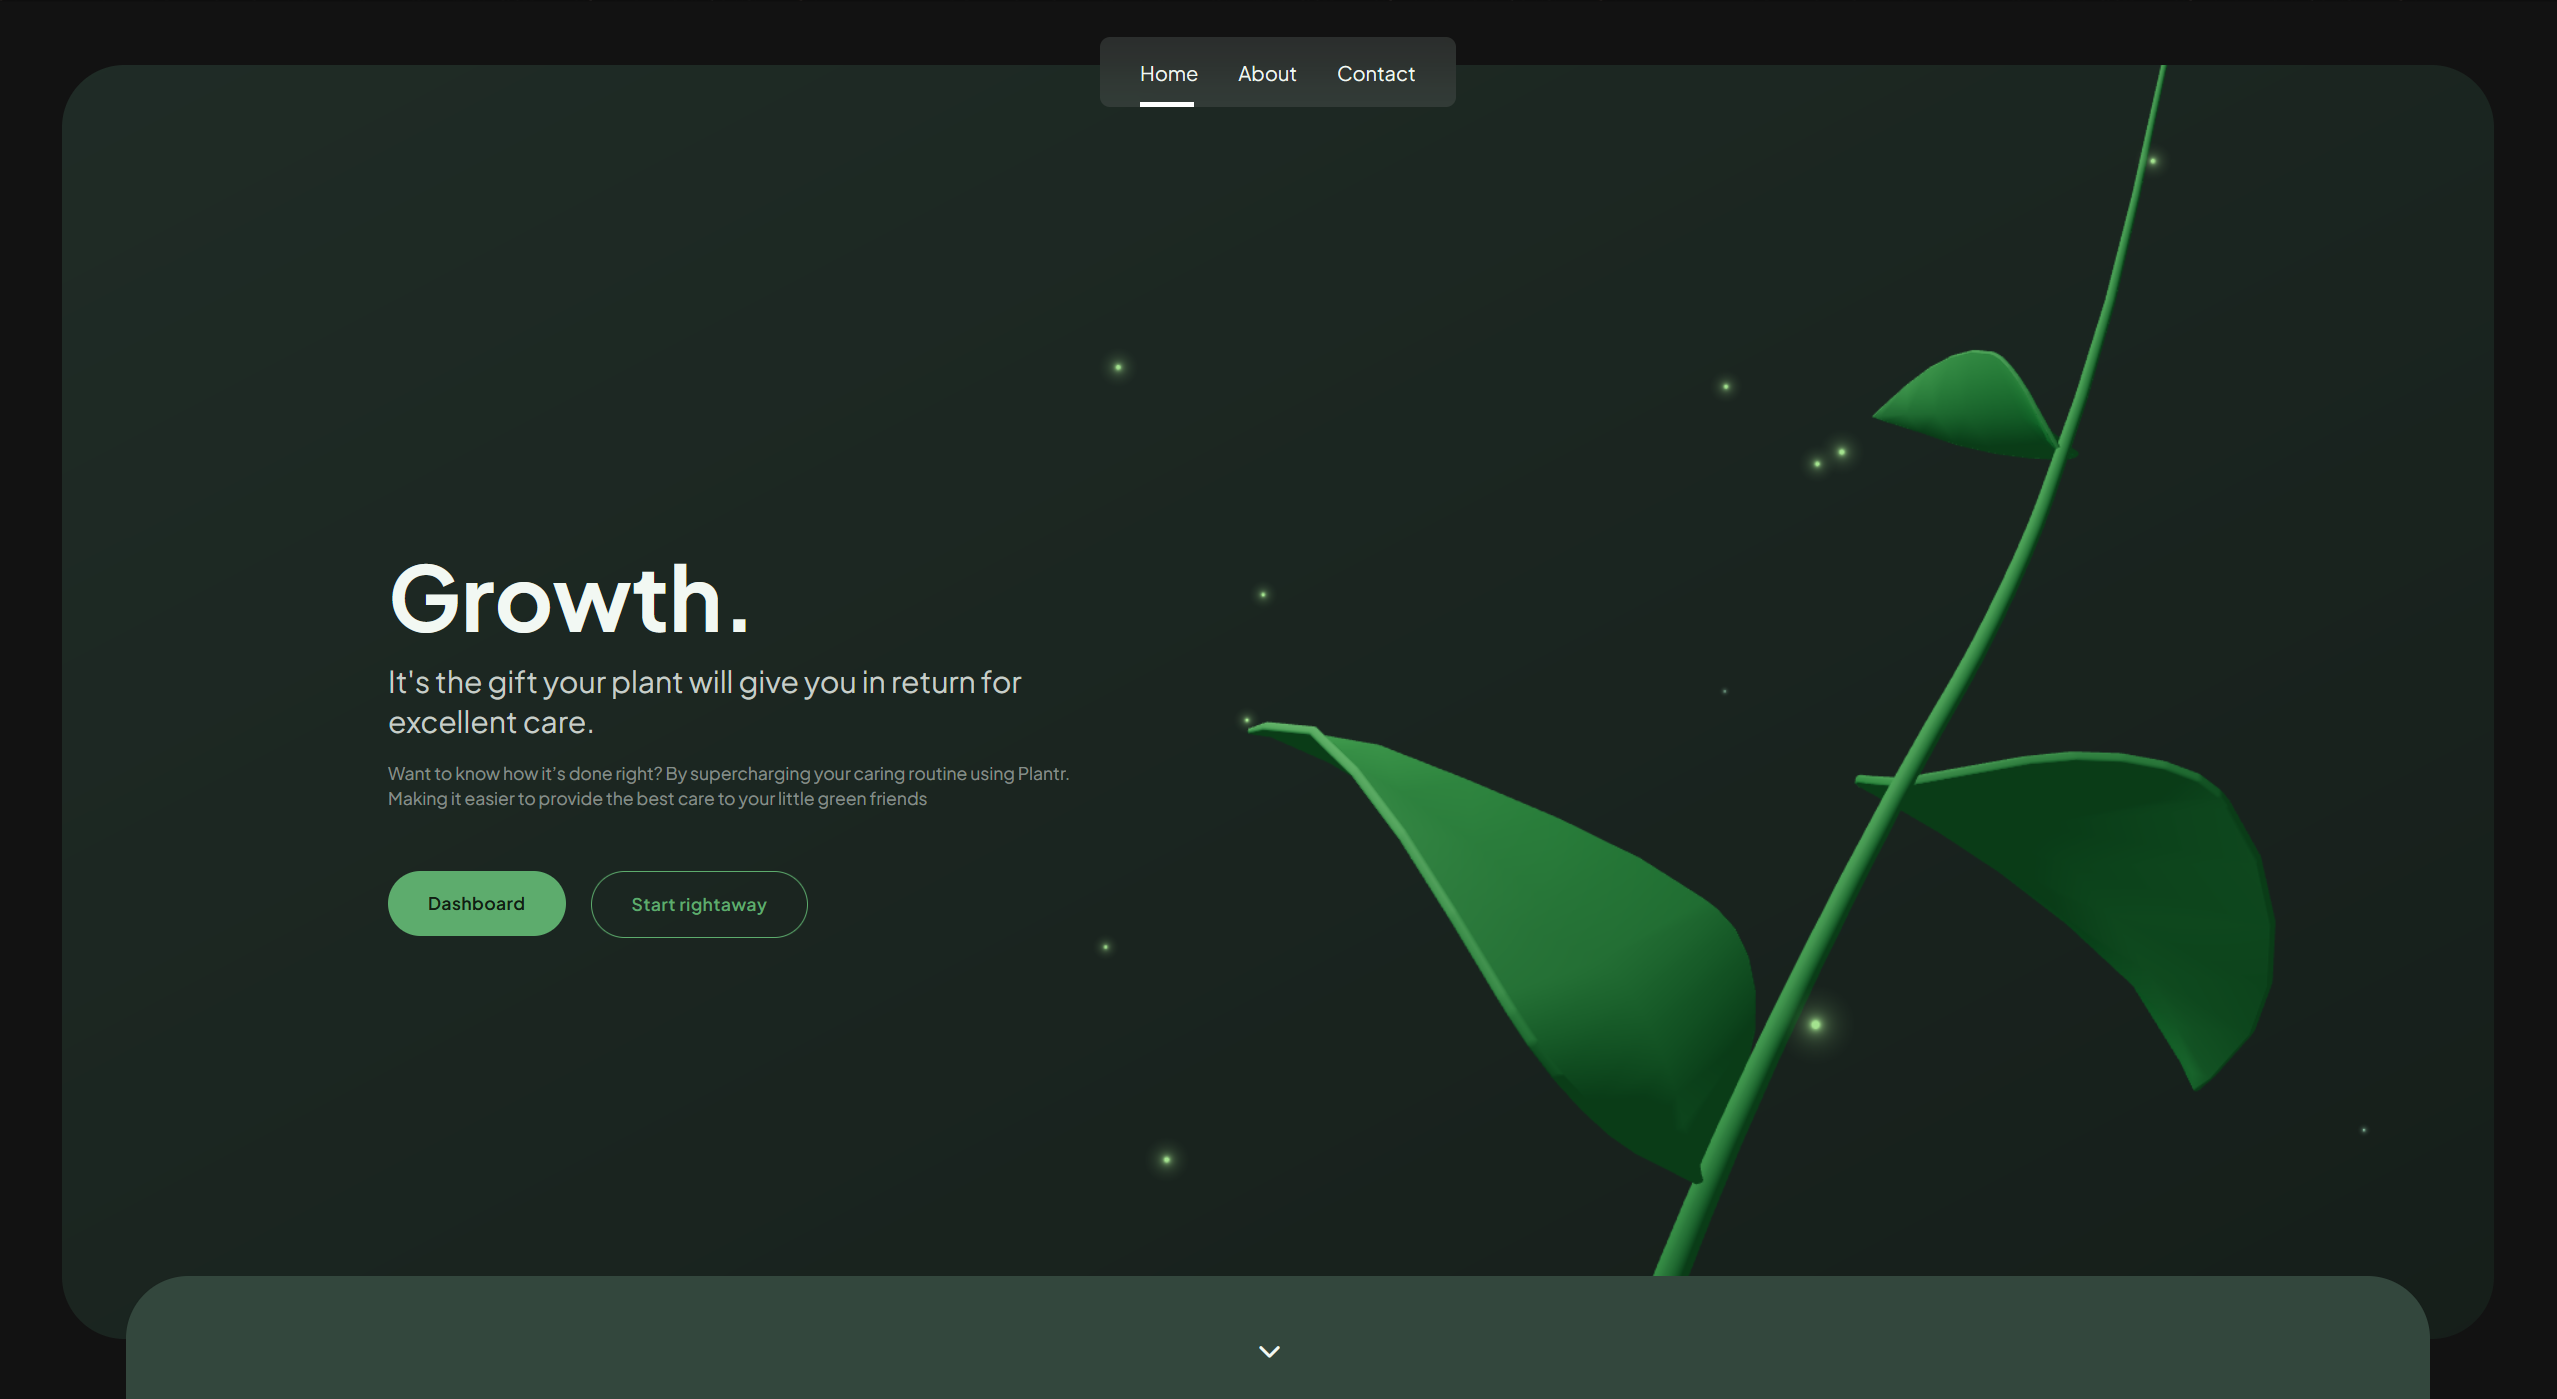 Home About Contact
Growth.
It's the gift your plant will give you in return for
excellent care.
Want to know how it’s done right? By supercharging your caring routine using Plantr.
Making it easier to provide the best care to your little green friends
Dashboard Start rightaway